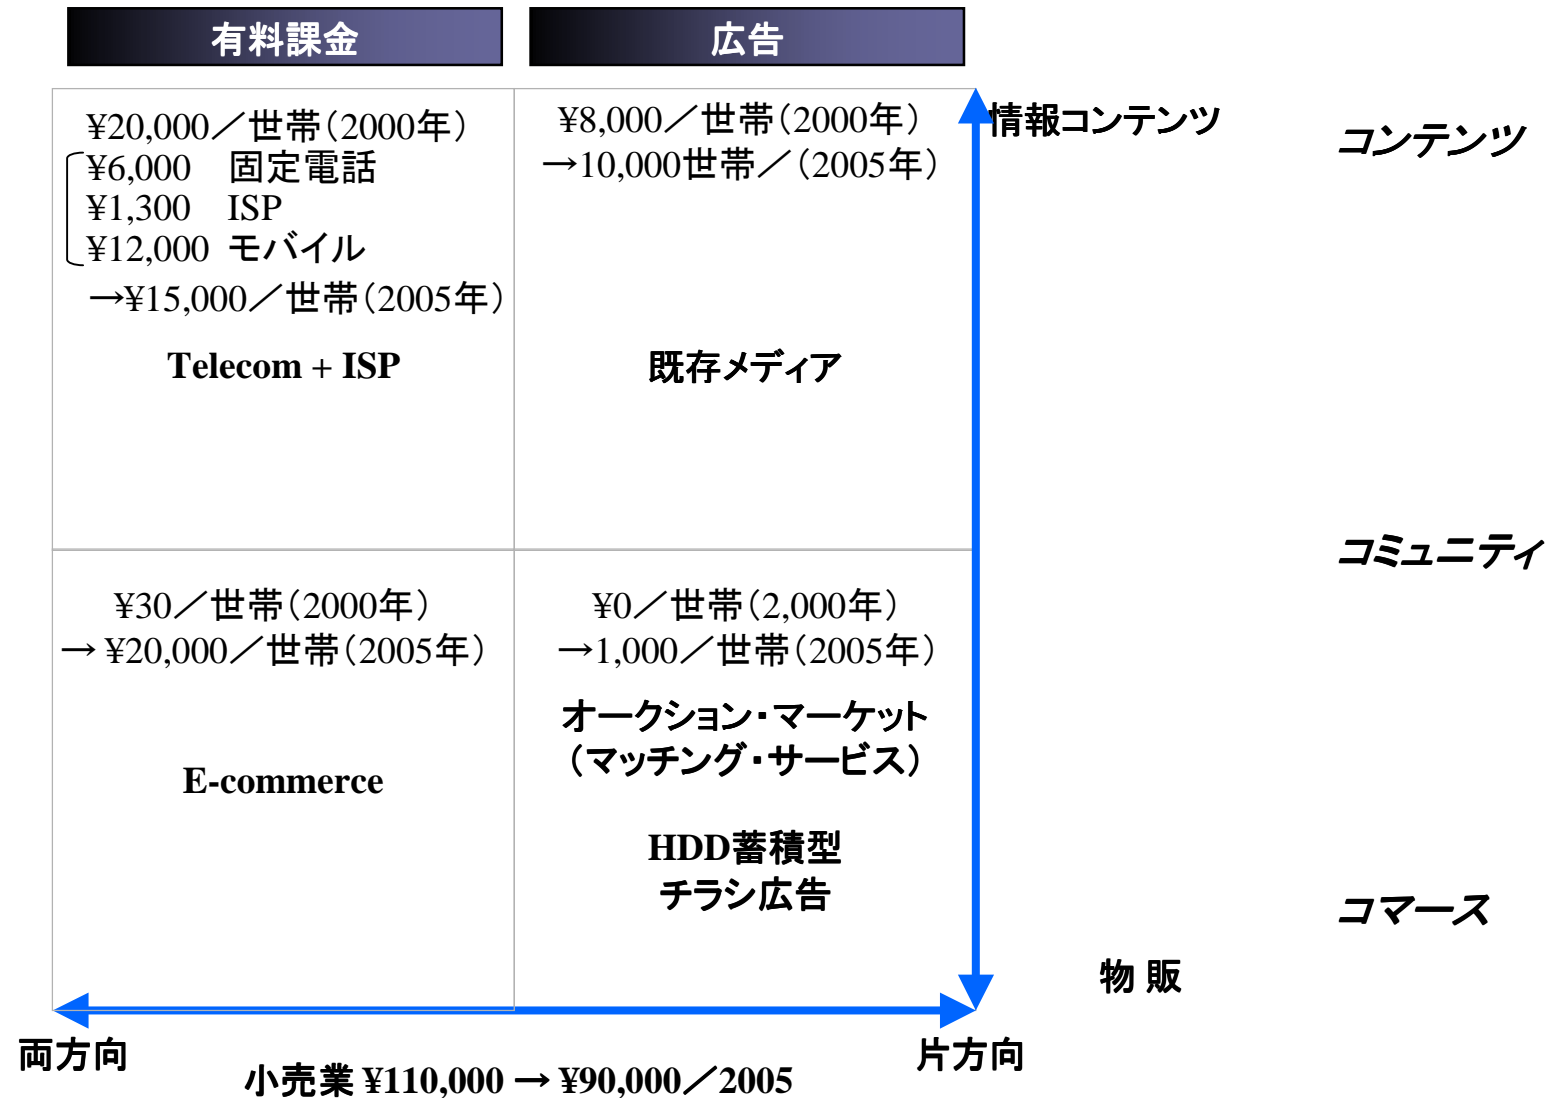 有料課金
広告
¥20,000／世帯（2000年）
¥6,000　固定電話
¥1,300　ISP
¥12,000 モバイル
→¥15,000／世帯（2005年）
Telecom + ISP
¥8,000／世帯（2000年）
→10,000世帯／（2005年）
既存メディア
情報コンテンツ
コンテンツ
コミュニティ
¥30／世帯（2000年）
→ ¥20,000／世帯（2005年）
E-commerce
¥0／世帯（2,000年）
→1,000／世帯（2005年）
オークション・マーケット
（マッチング・サービス）
HDD蓄積型
チラシ広告
コマース
物 販
両方向
片方向
小売業 ¥110,000 → ¥90,000／2005